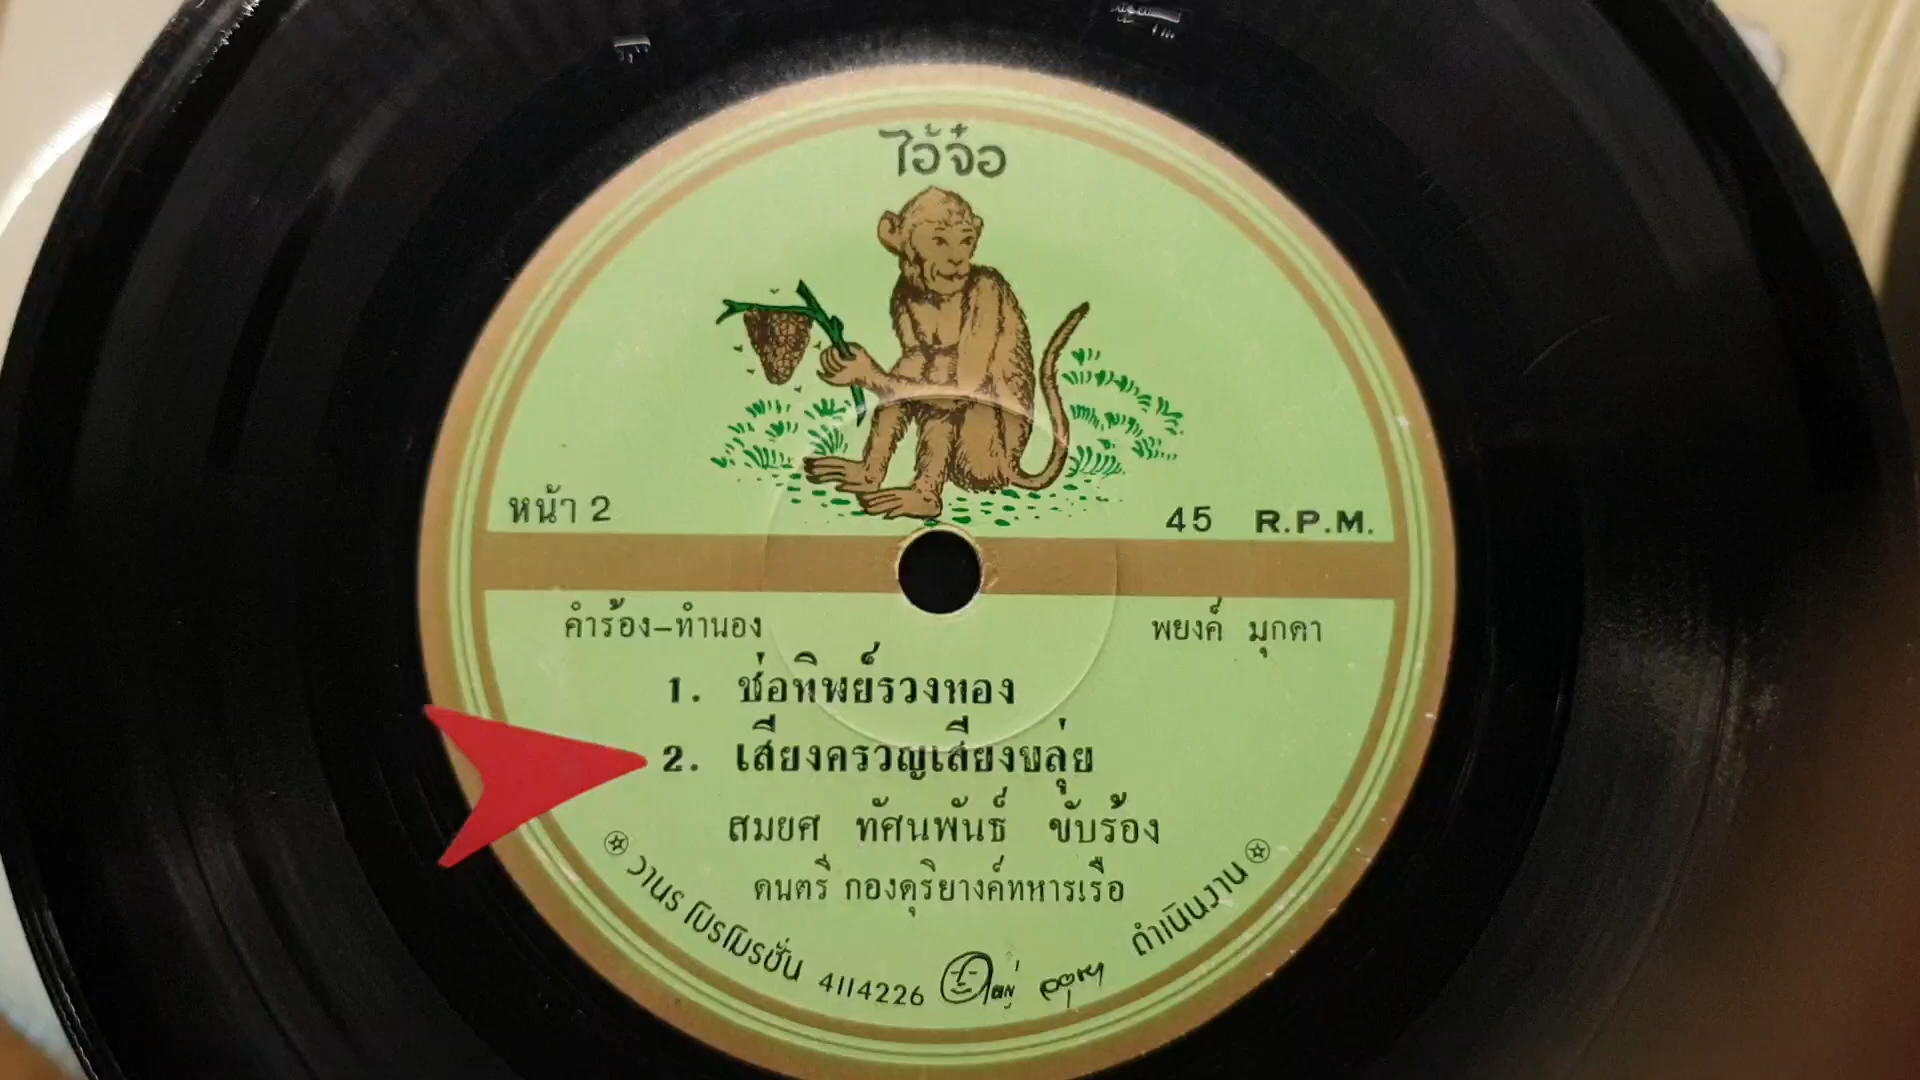 ไอ้จ๋อ
หน้า 2
45 R.P.M.
คำร้อง-ทำนอง
พยงค์ มุกดา
1. ช่อทิพย์รวงทอง
2. เสียงครวญเสียงขลุ่ย
สมยศ ทัศนพันธ์ ขับร้อง
ดนตรี กองดุริยางค์ทหารเรือ
วานร โปรโมรชั่น 4114226
ดำเนินงาน